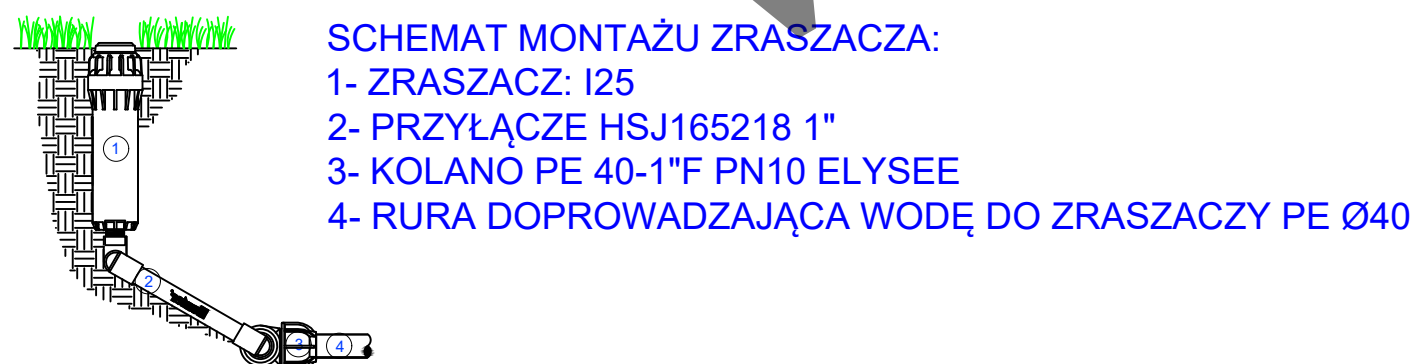 SCHEMAT MONTAŻU ZRASZACZA:
1- ZRASZACZ: I25
2- PRZYŁĄCZE HSJ165218 1"
3- KOLANO PE 40-1"F PN10 ELYSEE
4- RURA DOPROWADZAJĄCA WODĘ DO ZRASZACZY PE Ø40
1
2
3
4